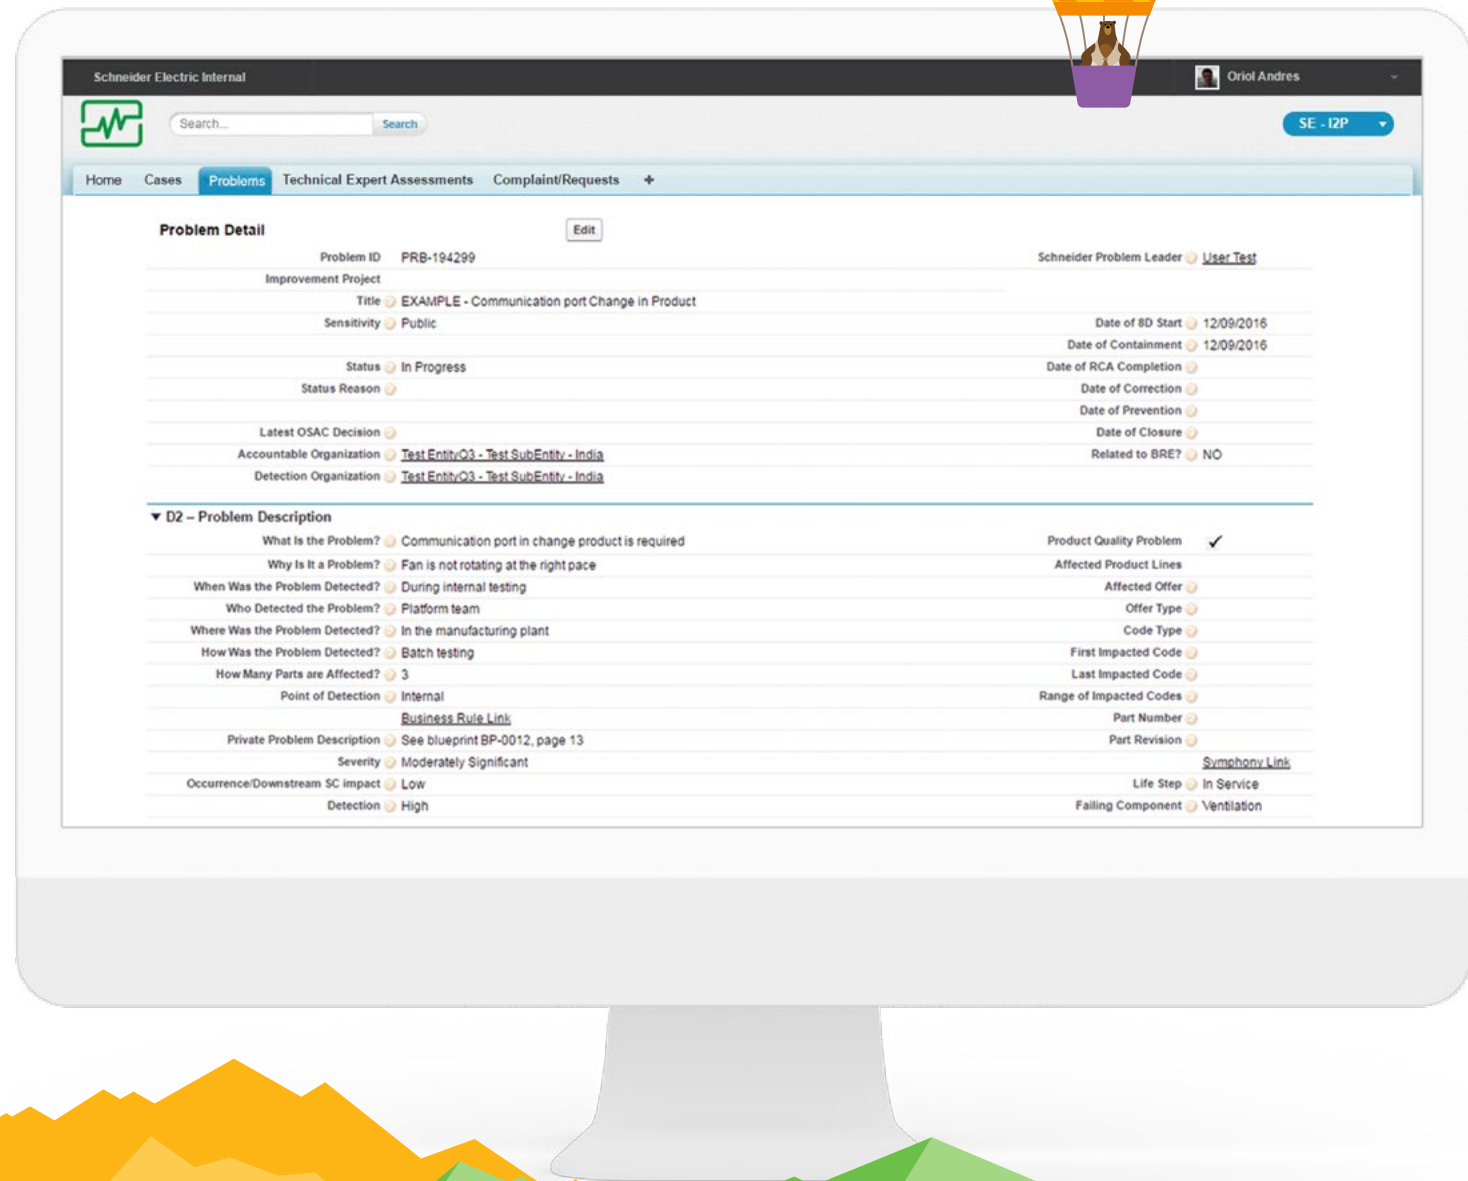 Schneider Electric Internal
Oriol Andres
Search...
Search
SE - I2P
Home Cases Problems Technical Expert Assessments Complaint/Requests +
Problem Detail
Edit
Problem ID PRB-194299
Schneider Problem Leader User Test
Improvement Project
Title EXAMPLE - Communication port Change in Product
Sensitivity Public
Date of 8D Start 12/09/2016
Date of Containment 12/09/2016
Status In Progress
Date of RCA Completion
Status Reason
Date of Correction
Date of Prevention
Latest OSAC Decision
Date of Closure
Accountable Organization Test EntityQ3 - Test SubEntity - India
Related to BRE? NO
Detection Organization Test EntityQ3 - Test SubEntity - India
D2 – Problem Description
What Is the Problem? Communication port in change product is required
Product Quality Problem ✓
Why Is It a Problem? Fan is not rotating at the right pace
Affected Product Lines
When Was the Problem Detected? During internal testing
Affected Offer
Who Detected the Problem? Platform team
Offer Type
Where Was the Problem Detected? In the manufacturing plant
Code Type
How Was the Problem Detected? Batch testing
First Impacted Code
How Many Parts are Affected? 3
Last Impacted Code
Point of Detection Internal
Range of Impacted Codes
Business Rule Link
Part Number
Private Problem Description See blueprint BP-0012, page 13
Part Revision
Severity Moderately Significant
Symphony Link
Occurrence/Downstream SC impact Low
Life Step In Service
Detection High
Failing Component Ventilation